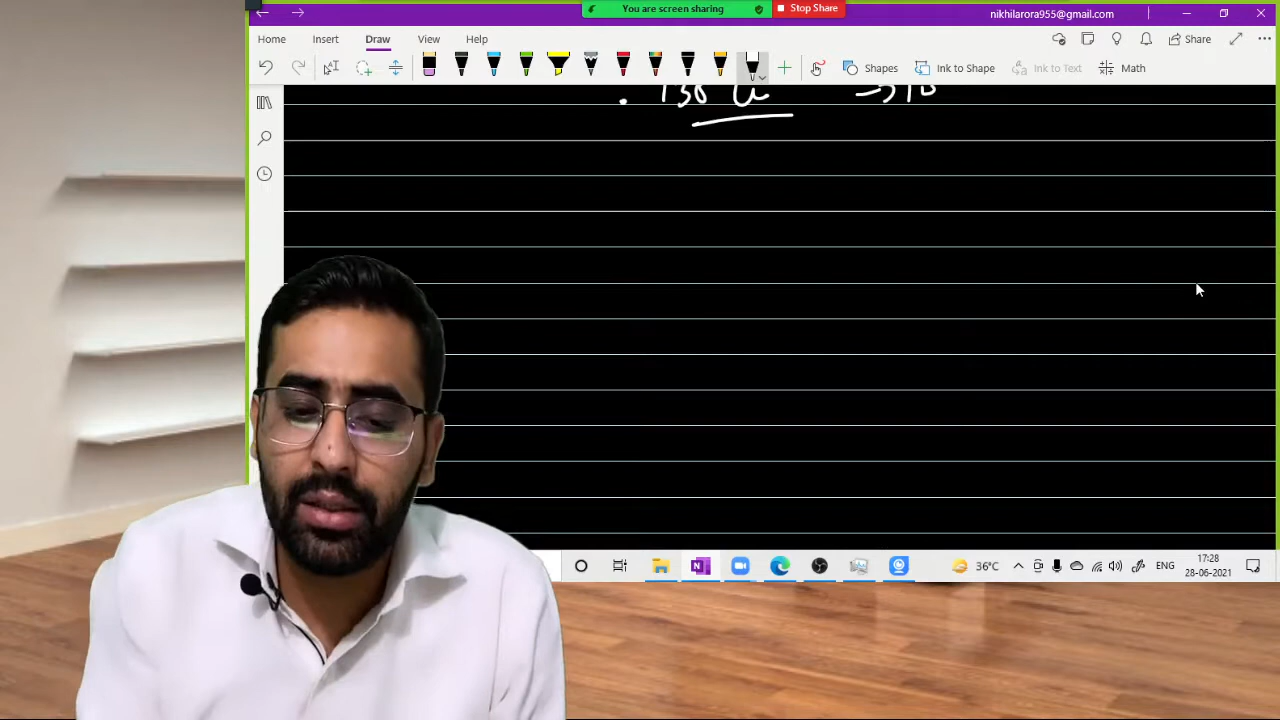 You are screen sharing
Stop Share
nikhilarora955@gmail.com
Home Insert Draw View Help
Share
Shapes Ink to Shape Ink to Text Math
36°C ENG 17:28
28-06-2021